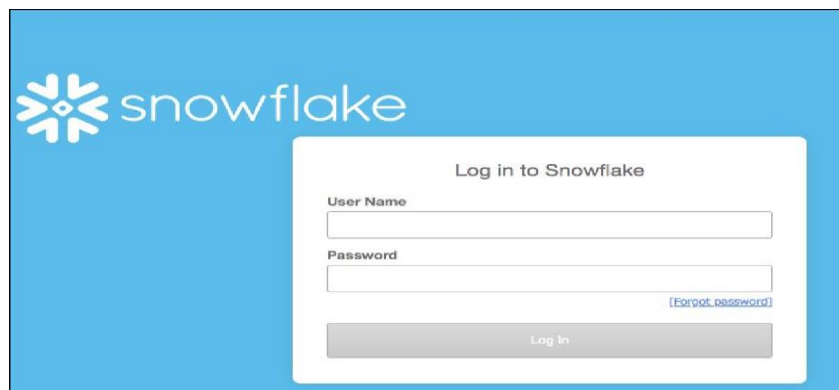 snowflake
Log in to Snowflake
User Name
Password
[Forgot password]
Log In